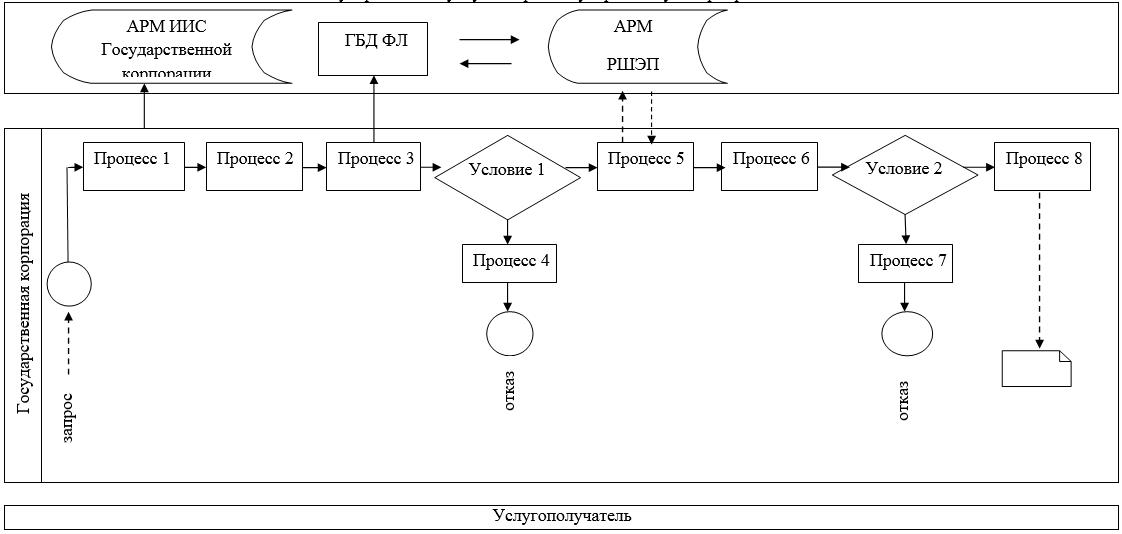 АРМ ИИС
Государственной
корпорации
ГБД ФЛ
АРМ
РШЭП
Процесс 1
Процесс 2
Процесс 3
Условие 1
Процесс 5
Процесс 6
Условие 2
Процесс 8
Процесс 4
Процесс 7
Государственная корпорация
запрос
отказ
отказ
Услугополучатель